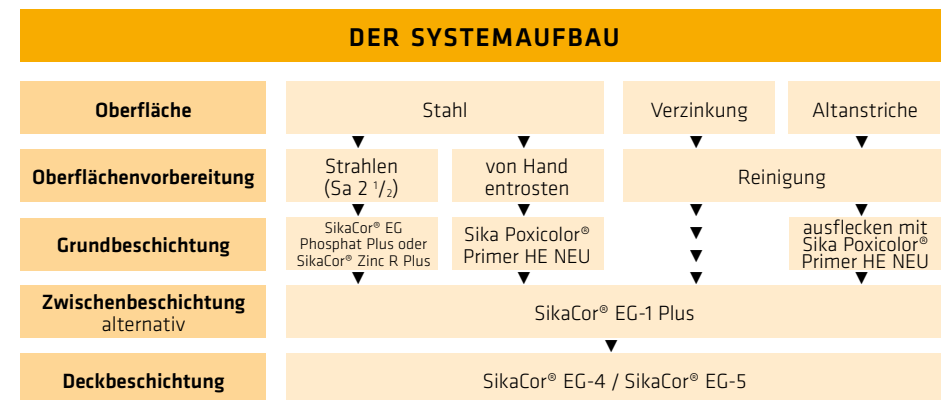 DER SYSTEMAUFBAU
Oberfläche
Stahl
Verzinkung
Altanstriche
Oberflächenvorbereitung
Strahlen
(Sa 2 1/2)
von Hand
entrosten
Reinigung
Grundbeschichtung
SikaCor® EG
Phosphat Plus oder
SikaCor® Zinc R Plus
Sika Poxicolor®
Primer HE NEU
ausflecken mit
Sika Poxicolor®
Primer HE NEU
Zwischenbeschichtung
alternativ
SikaCor® EG-1 Plus
Deckbeschichtung
SikaCor® EG-4 / SikaCor® EG-5